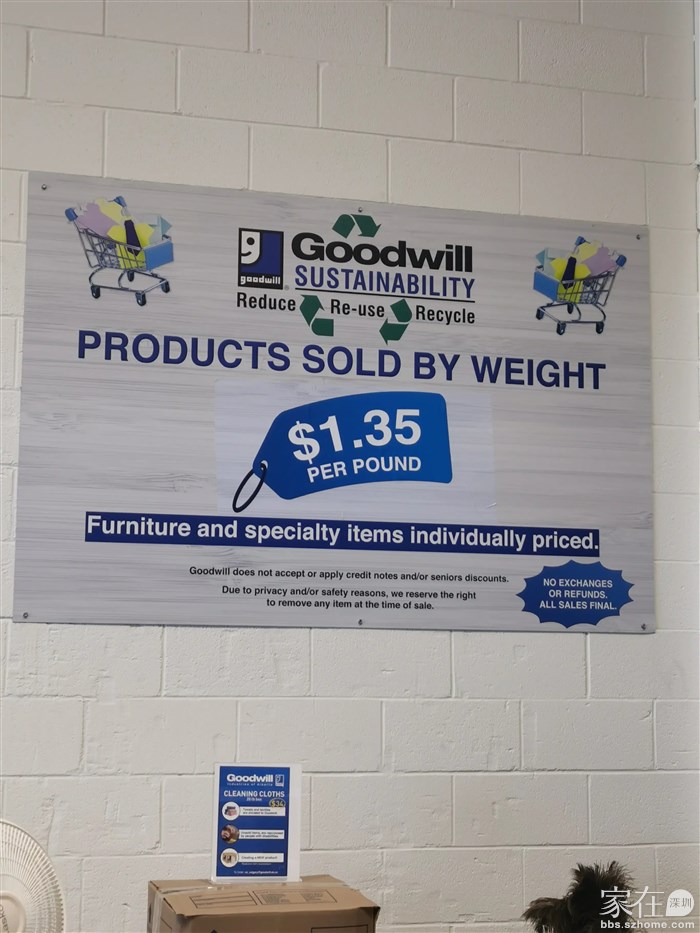 Goodwill
goodwill
SUSTAINABILITY
Reduce Re-use Recycle
PRODUCTS SOLD BY WEIGHT
$1.35
PER POUND
Furniture and specialty items individually priced.
Goodwill does not accept or apply credit notes and/or seniors discounts.
Due to privacy and/or safety reasons, we reserve the right
to remove any item at the time of sale.
NO EXCHANGES
OR REFUNDS.
ALL SALES FINAL.
Goodwill
CLEANING CLOTHS
家在深圳
bbs.szhome.com